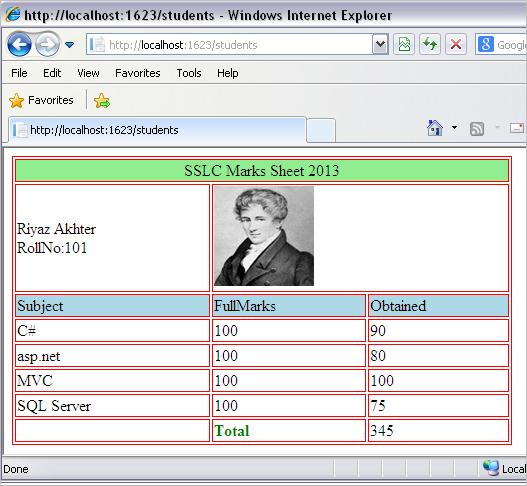 http://localhost:1623/students - Windows Internet Explorer
http://localhost:1623/students
Google
File Edit View Favorites Tools Help
Favorites
http://localhost:1623/students
SSLC Marks Sheet 2013
Riyaz Akhter
RollNo:101
Subject FullMarks Obtained
C# 100 90
asp.net 100 80
MVC 100 100
SQL Server 100 75
Total 345
Done Local